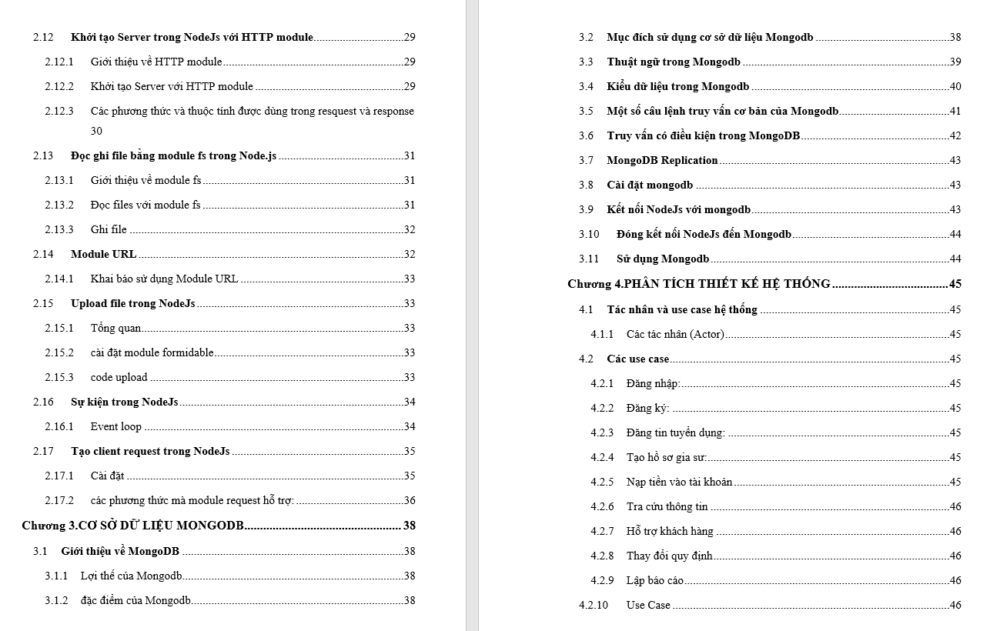 2.12 Khởi tạo Server trong NodeJs với HTTP module.............................29
2.12.1 Giới thiệu về HTTP module.............................29
2.12.2 Khởi tạo Server với HTTP module.............................29
2.12.3 Các phương thức và thuộc tính được dùng trong resquest và response
30
2.13 Đọc ghi file bằng module fs trong Node.js.............................31
2.13.1 Giới thiệu về module fs.............................31
2.13.2 Đọc files với module fs.............................31
2.13.3 Ghi file.............................32
2.14 Module URL.............................32
2.14.1 Khai báo sử dụng Module URL.............................33
2.15 Upload file trong NodeJs.............................33
2.15.1 Tổng quan.............................33
2.15.2 cài đặt module formidable.............................33
2.15.3 code upload.............................33
2.16 Sự kiện trong NodeJs.............................34
2.16.1 Event loop.............................34
2.17 Tạo client request trong NodeJs.............................35
2.17.1 Cài đặt.............................35
2.17.2 các phương thức mà module request hỗ trợ:.............................36
Chương 3.CƠ SỞ DỮ LIỆU MONGODB.............................38
3.1 Giới thiệu về MongoDB.............................38
3.1.1 Lợi thế của Mongodb.............................38
3.1.2 đặc điểm của Mongodb.............................38
3.2 Mục đích sử dụng cơ sở dữ liệu Mongodb.............................38
3.3 Thuật ngữ trong Mongodb.............................39
3.4 Kiểu dữ liệu trong Mongodb.............................40
3.5 Một số câu lệnh truy vấn cơ bãn của Mongodb.............................41
3.6 Truy vấn có điều kiện trong MongoDB.............................42
3.7 MongoDB Replication.............................43
3.8 Cài đặt mongodb.............................43
3.9 Kết nối NodeJs với mongodb.............................43
3.10 Đóng kết nối NodeJs đến Mongodb.............................44
3.11 Sử dụng Mongodb.............................44
Chương 4.PHÂN TÍCH THIẾT KẾ HỆ THỐNG.............................45
4.1 Tác nhân và use case hệ thống.............................45
4.1.1 Các tác nhân (Actor).............................45
4.2 Các use case.............................45
4.2.1 Đăng nhập:.............................45
4.2.2 Đăng ký:.............................45
4.2.3 Đăng tin tuyển dụng:.............................45
4.2.4 Tạo hồ sơ gia sư:.............................45
4.2.5 Nạp tiền vào tài khoản.............................45
4.2.6 Tra cứu thông tin.............................46
4.2.7 Hỗ trợ khách hàng.............................46
4.2.8 Thay đổi quy định.............................46
4.2.9 Lập báo cáo.............................46
4.2.10 Use Case.............................46